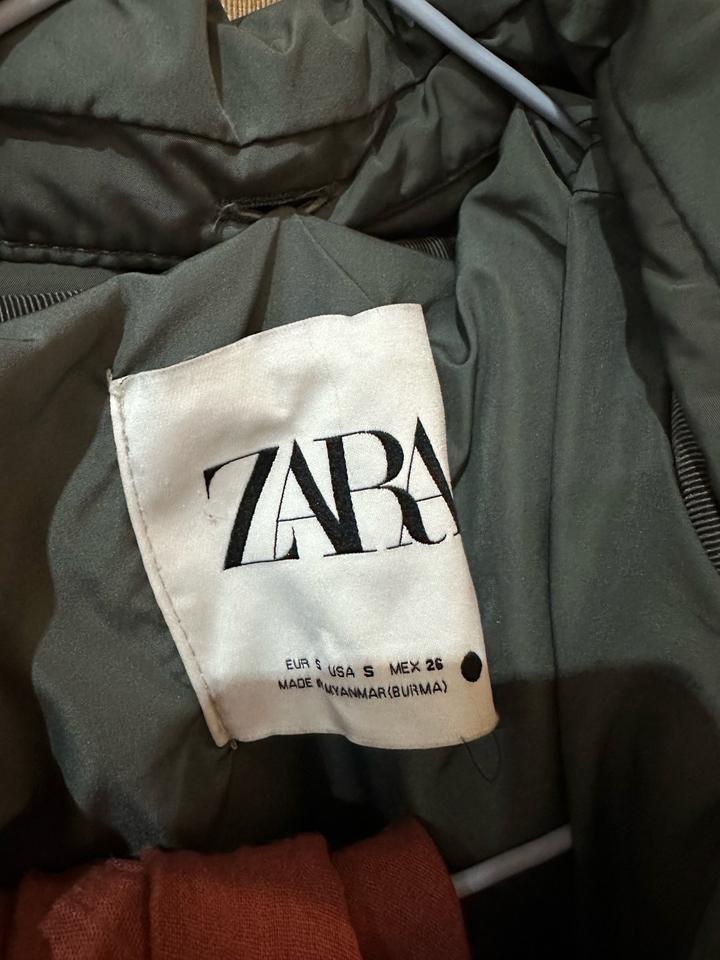 ZARA
EUR S USA S MEX 26
MADE IN MYANMAR(BURMA)